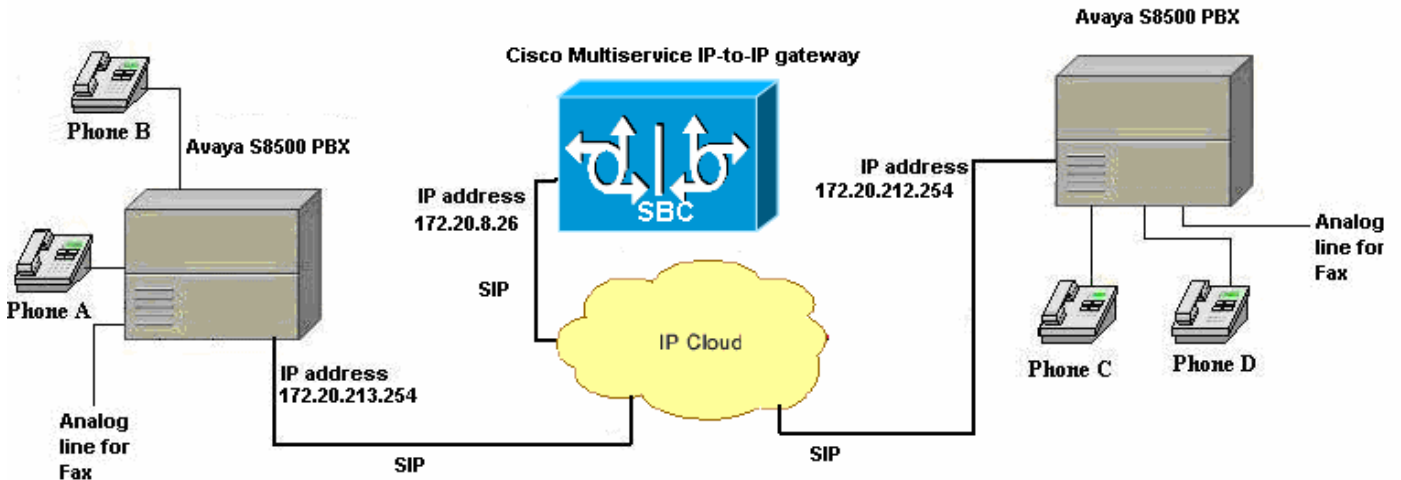 Avaya S8500 PBX
Cisco Multiservice IP-to-IP gateway
Phone B
Avaya S8500 PBX
IP address
172.20.8.26
SBC
IP address
172.20.212.254
Analog
line for
Fax
Phone A
SIP
IP Cloud
Phone C
Phone D
IP address
172.20.213.254
Analog
line for
Fax
SIP
SIP